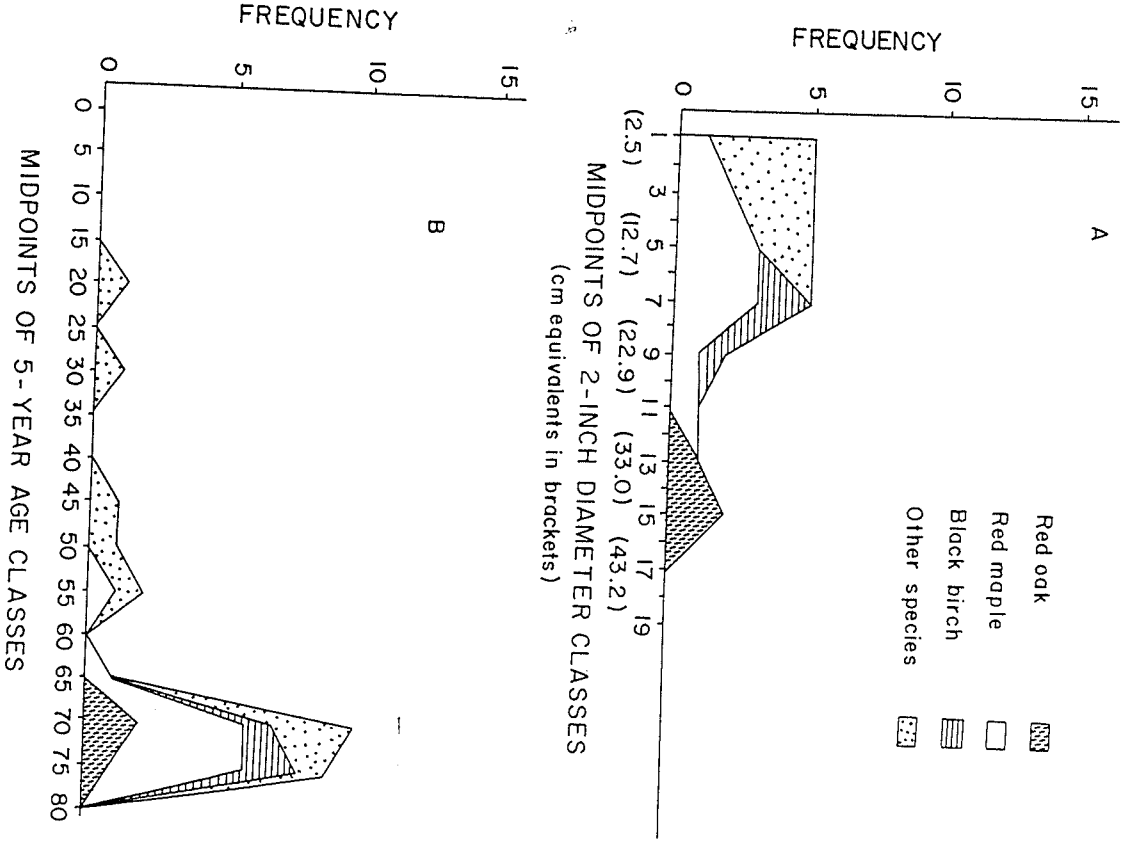 A
FREQUENCY
0 5 10 15
1 3 5 7 9 11 13 15 17 19
(2.5) (12.7) (22.9) (33.0) (43.2)
MIDPOINTS OF 2-INCH DIAMETER CLASSES
(cm equivalents in brackets)
Red oak
Red maple
Black birch
Other species
B
FREQUENCY
0 5 10 15
0 5 10 15 20 25 30 35 40 45 50 55 60 65 70 75 80
MIDPOINTS OF 5-YEAR AGE CLASSES